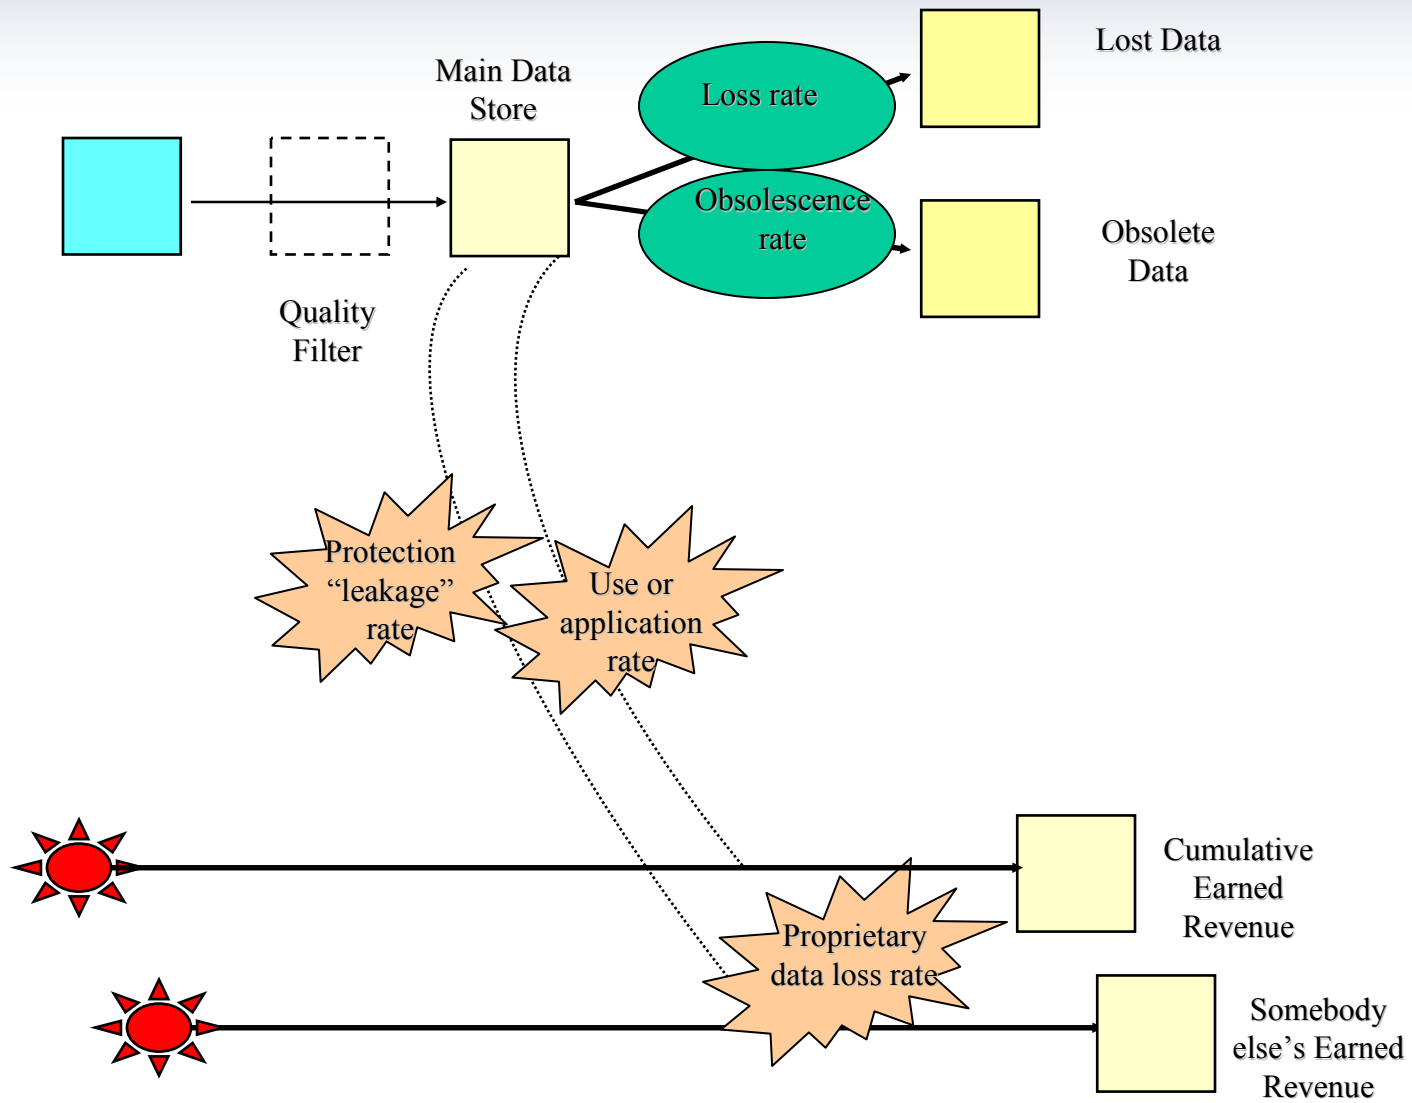 Main Data
Store
Loss rate
Lost Data
Obsolescence
rate
Obsolete
Data
Quality
Filter
Protection
“leakage”
rate
Use or
application
rate
Cumulative
Earned
Revenue
Proprietary
data loss rate
Somebody
else’s Earned
Revenue